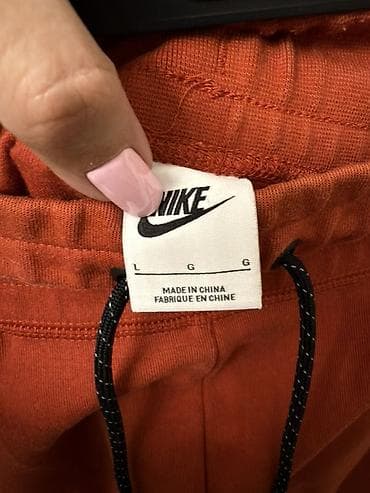 NIKE
L G G
MADE IN CHINA
FABRIQUE EN CHINE